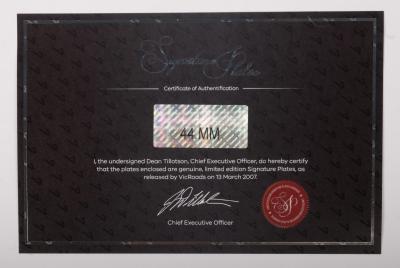 Signature
Plates
Certificate of Authentification
44 MM
I, the undersigned Dean Tillotson, Chief Executive Officer, do hereby certify
that the plates enclosed are genuine, limited edition Signature Plates, as
released by VicRoads on 13 March 2007.
Chief Executive Officer